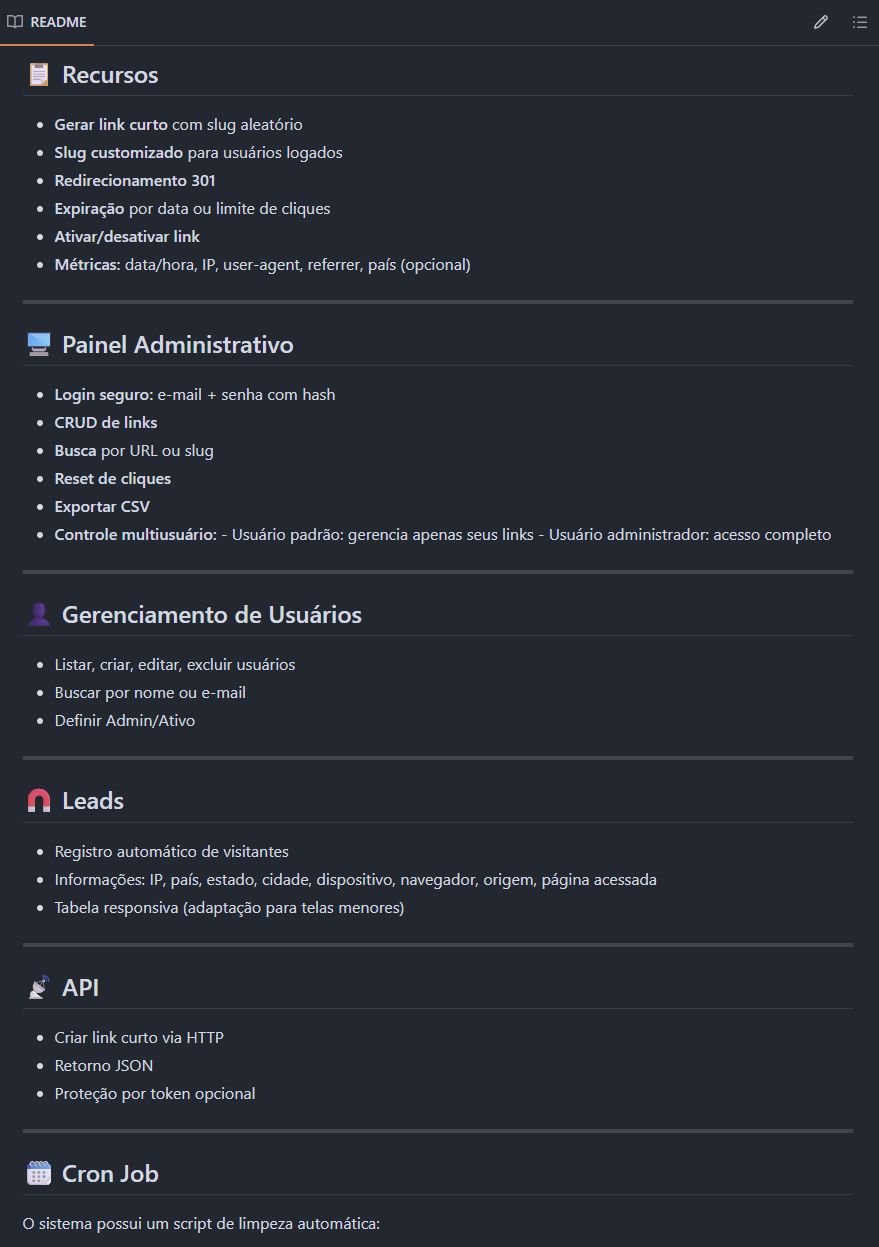 README
Recursos
Gerar link curto com slug aleatório
Slug customizado para usuários logados
Redirecionamento 301
Expiração por data ou limite de cliques
Ativar/desativar link
Métricas: data/hora, IP, user-agent, referrer, país (opcional)
Painel Administrativo
Login seguro: e-mail + senha com hash
CRUD de links
Busca por URL ou slug
Reset de cliques
Exportar CSV
Controle multiusuário: - Usuário padrão: gerencia apenas seus links - Usuário administrador: acesso completo
Gerenciamento de Usuários
Listar, criar, editar, excluir usuários
Buscar por nome ou e-mail
Definir Admin/Ativo
Leads
Registro automático de visitantes
Informações: IP, país, estado, cidade, dispositivo, navegador, origem, página acessada
Tabela responsiva (adaptação para telas menores)
API
Criar link curto via HTTP
Retorno JSON
Proteção por token opcional
Cron Job
O sistema possui um script de limpeza automática: